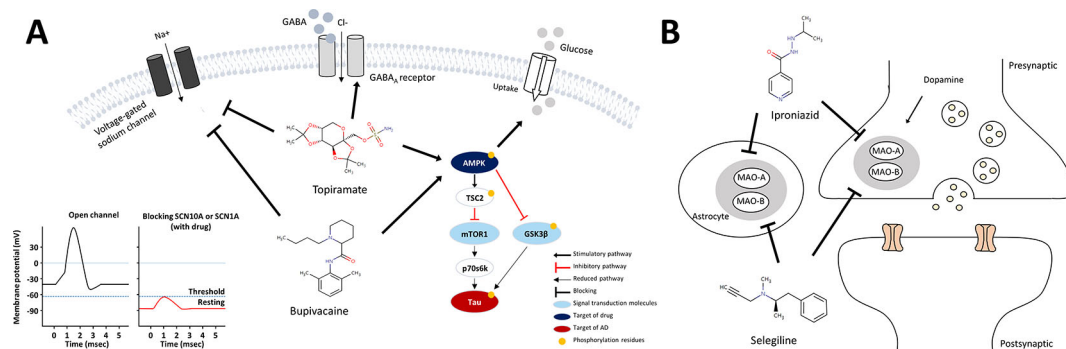 A
Na+
Voltage-gated
sodium channel
GABA
Cl-
GABAA receptor
Glucose
Uptake
Topiramate
Bupivacaine
AMPK
TSC2
mTOR1
GSK3β
p70s6k
Tau
Open channel
Blocking SCN10A or SCN1A
(with drug)
Membrane potential (mV)
30
0
-30
-60
-90
Threshold
Resting
0 1 2 3 4 5
Time (msec)
0 1 2 3 4 5
Time (msec)
Stimulatory pathway
Inhibitory pathway
Reduced pathway
Blocking
Signal transduction molecules
Target of drug
Target of AD
Phosphorylation residues
B
Iproniazid
Dopamine
Presynaptic
MAO-A
MAO-B
Astrocyte
MAO-A
MAO-B
Selegiline
Postsynaptic